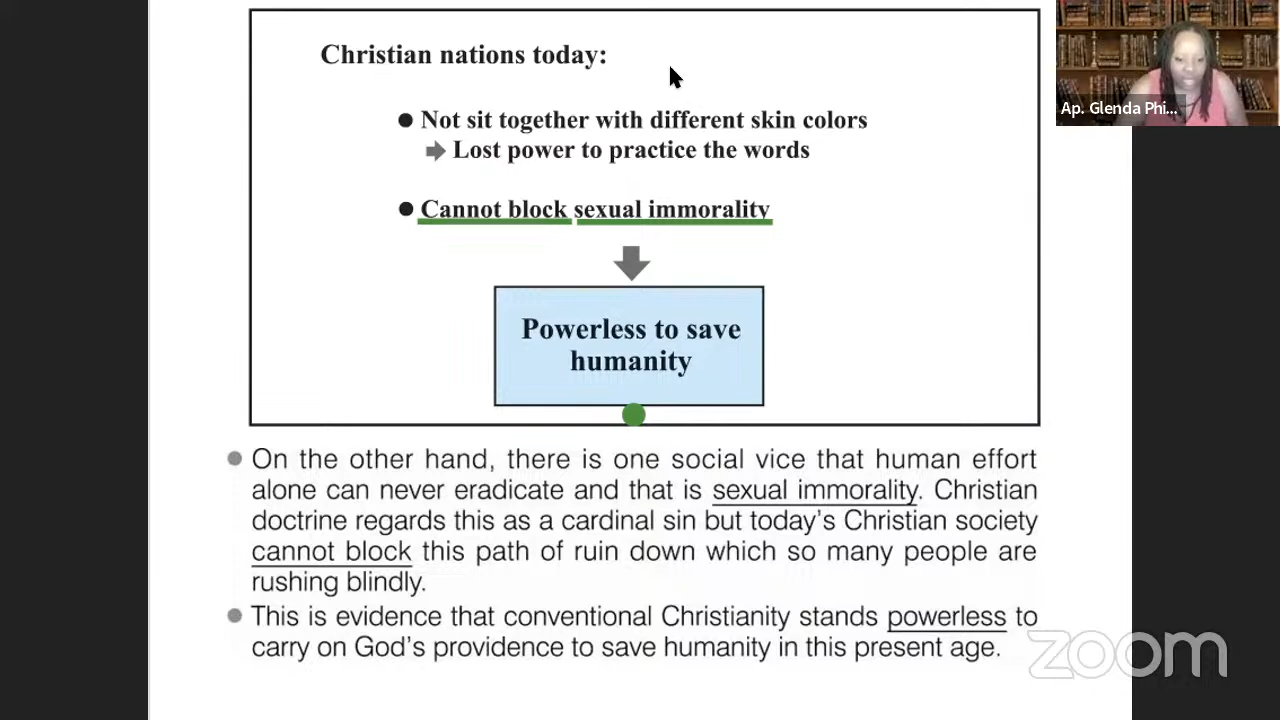 Christian nations today:
Ap. Glenda Phi...
● Not sit together with different skin colors
➡ Lost power to practice the words
● Cannot block sexual immorality
Powerless to save
humanity
● On the other hand, there is one social vice that human effort
alone can never eradicate and that is sexual immorality. Christian
doctrine regards this as a cardinal sin but today's Christian society
cannot block this path of ruin down which so many people are
rushing blindly.
● This is evidence that conventional Christianity stands powerless to
carry on God's providence to save humanity in this present age.
zoom